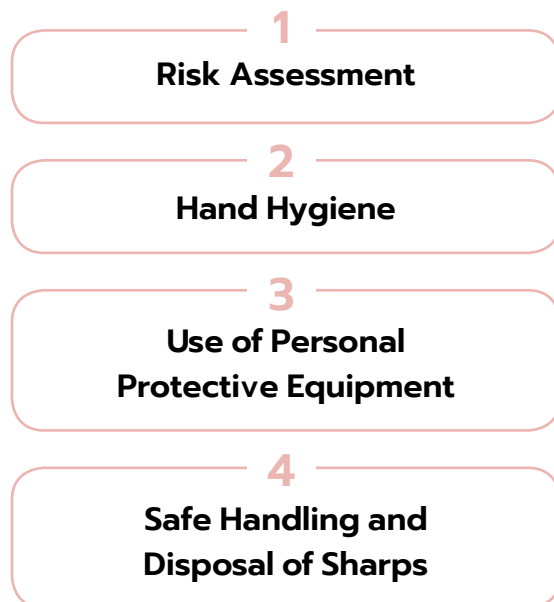 1
Risk Assessment
2
Hand Hygiene
3
Use of Personal
Protective Equipment
4
Safe Handling and
Disposal of Sharps